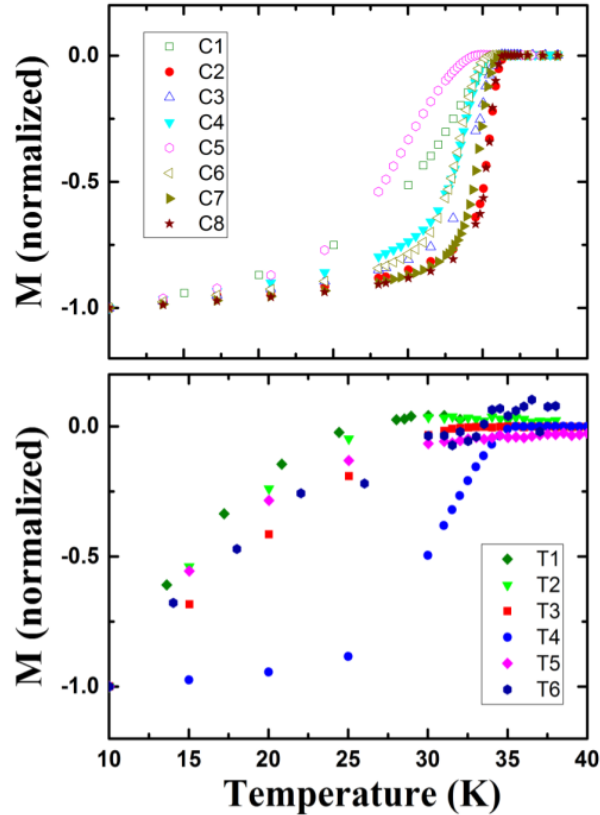 0.0
C1
C2
C3
C4
-0.5
C5
C6
C7
C8
-1.0
M (normalized)
0.0
-0.5
T1
T2
T3
T4
T5
T6
-1.0
M (normalized)
10 15 20 25 30 35 40
Temperature (K)